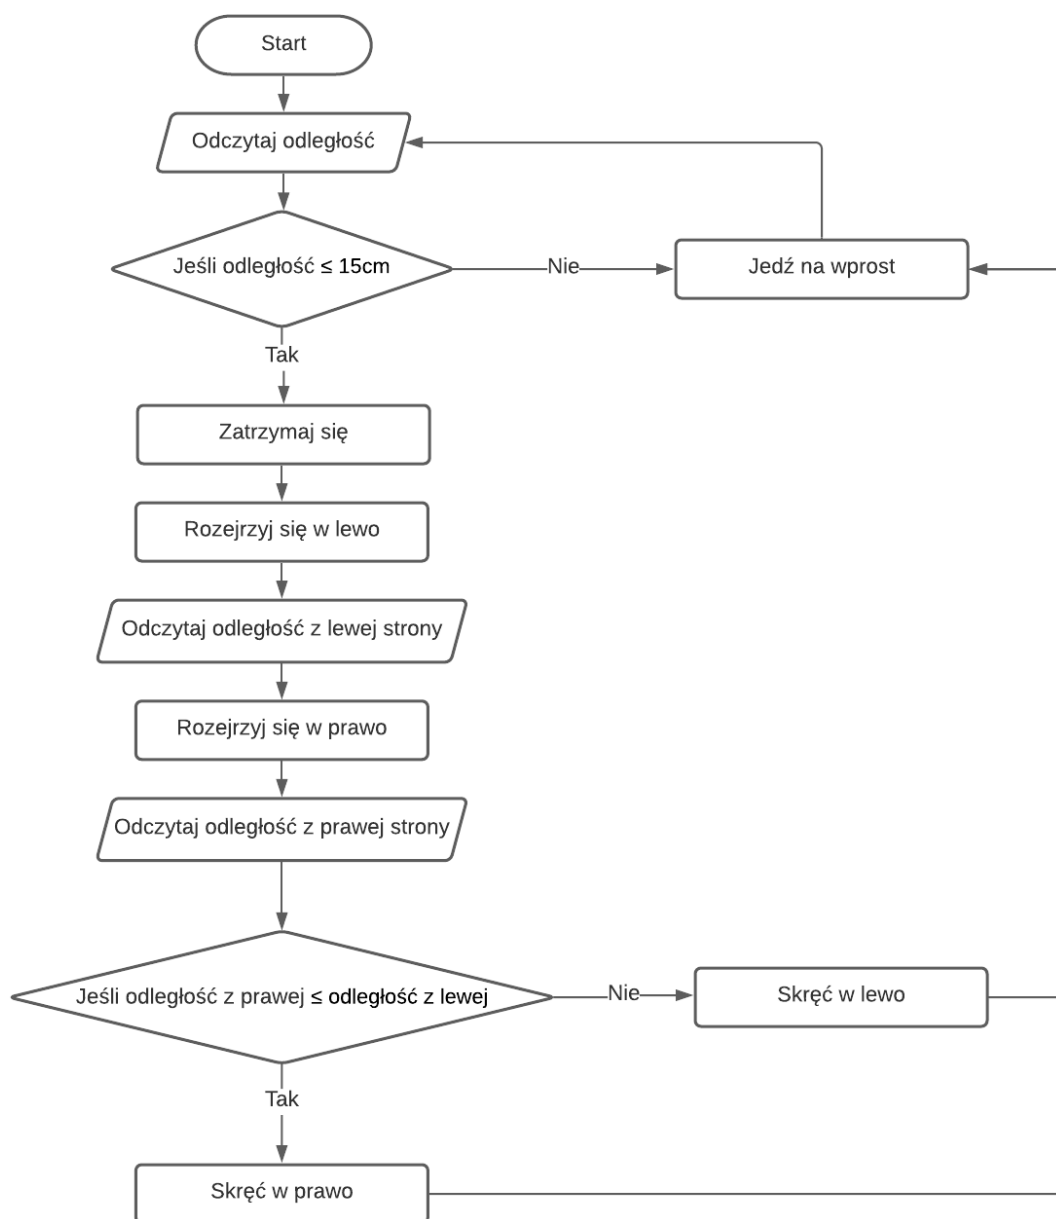 Start
Odczytaj odległość
Jeśli odległość ≤ 15cm
Nie
Jedź na wprost
Tak
Zatrzymaj się
Rozejrzyj się w lewo
Odczytaj odległość z lewej strony
Rozejrzyj się w prawo
Odczytaj odległość z prawej strony
Jeśli odległość z prawej ≤ odległość z lewej
Nie
Skręć w lewo
Tak
Skręć w prawo